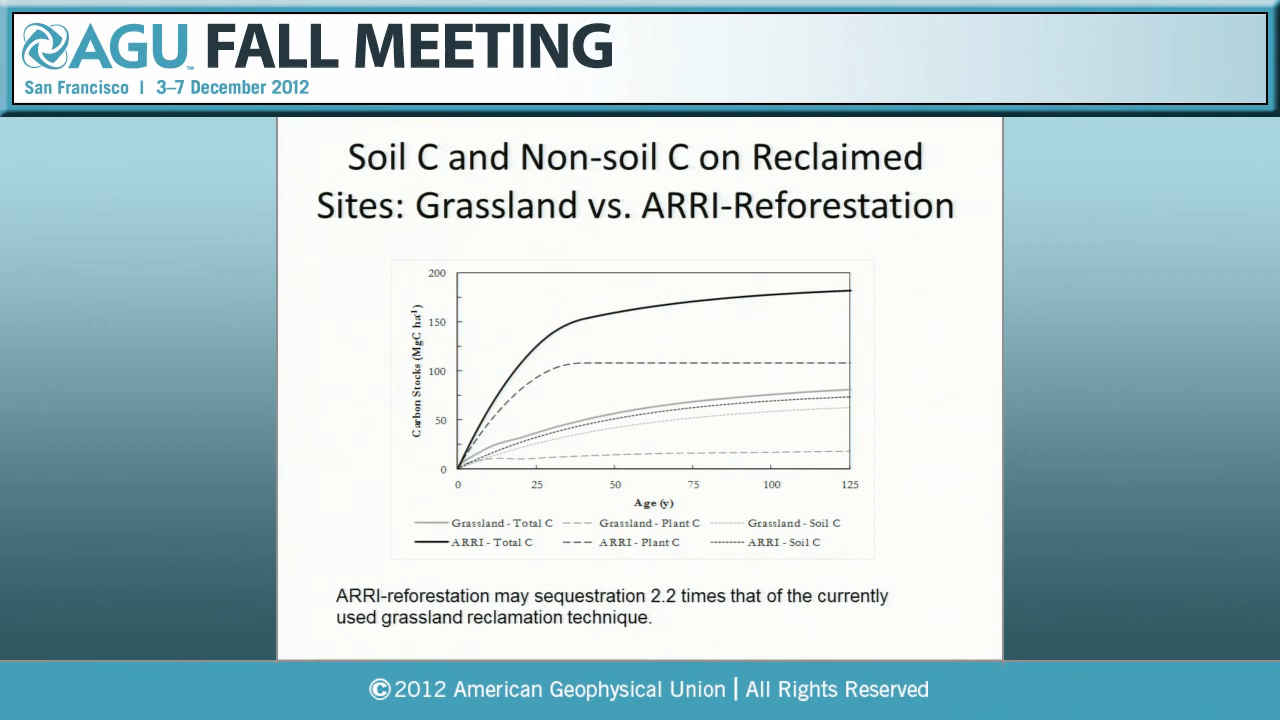 AGU™ FALL MEETING
San Francisco | 3–7 December 2012
Soil C and Non-soil C on Reclaimed
Sites: Grassland vs. ARRI-Reforestation
200
150
100
50
0
Carbon Stocks (MgC ha⁻¹)
0 25 50 75 100 125
Age (y)
Grassland - Total C Grassland - Plant C Grassland - Soil C
ARRI - Total C ARRI - Plant C ARRI - Soil C
ARRI-reforestation may sequestration 2.2 times that of the currently
used grassland reclamation technique.
©2012 American Geophysical Union | All Rights Reserved